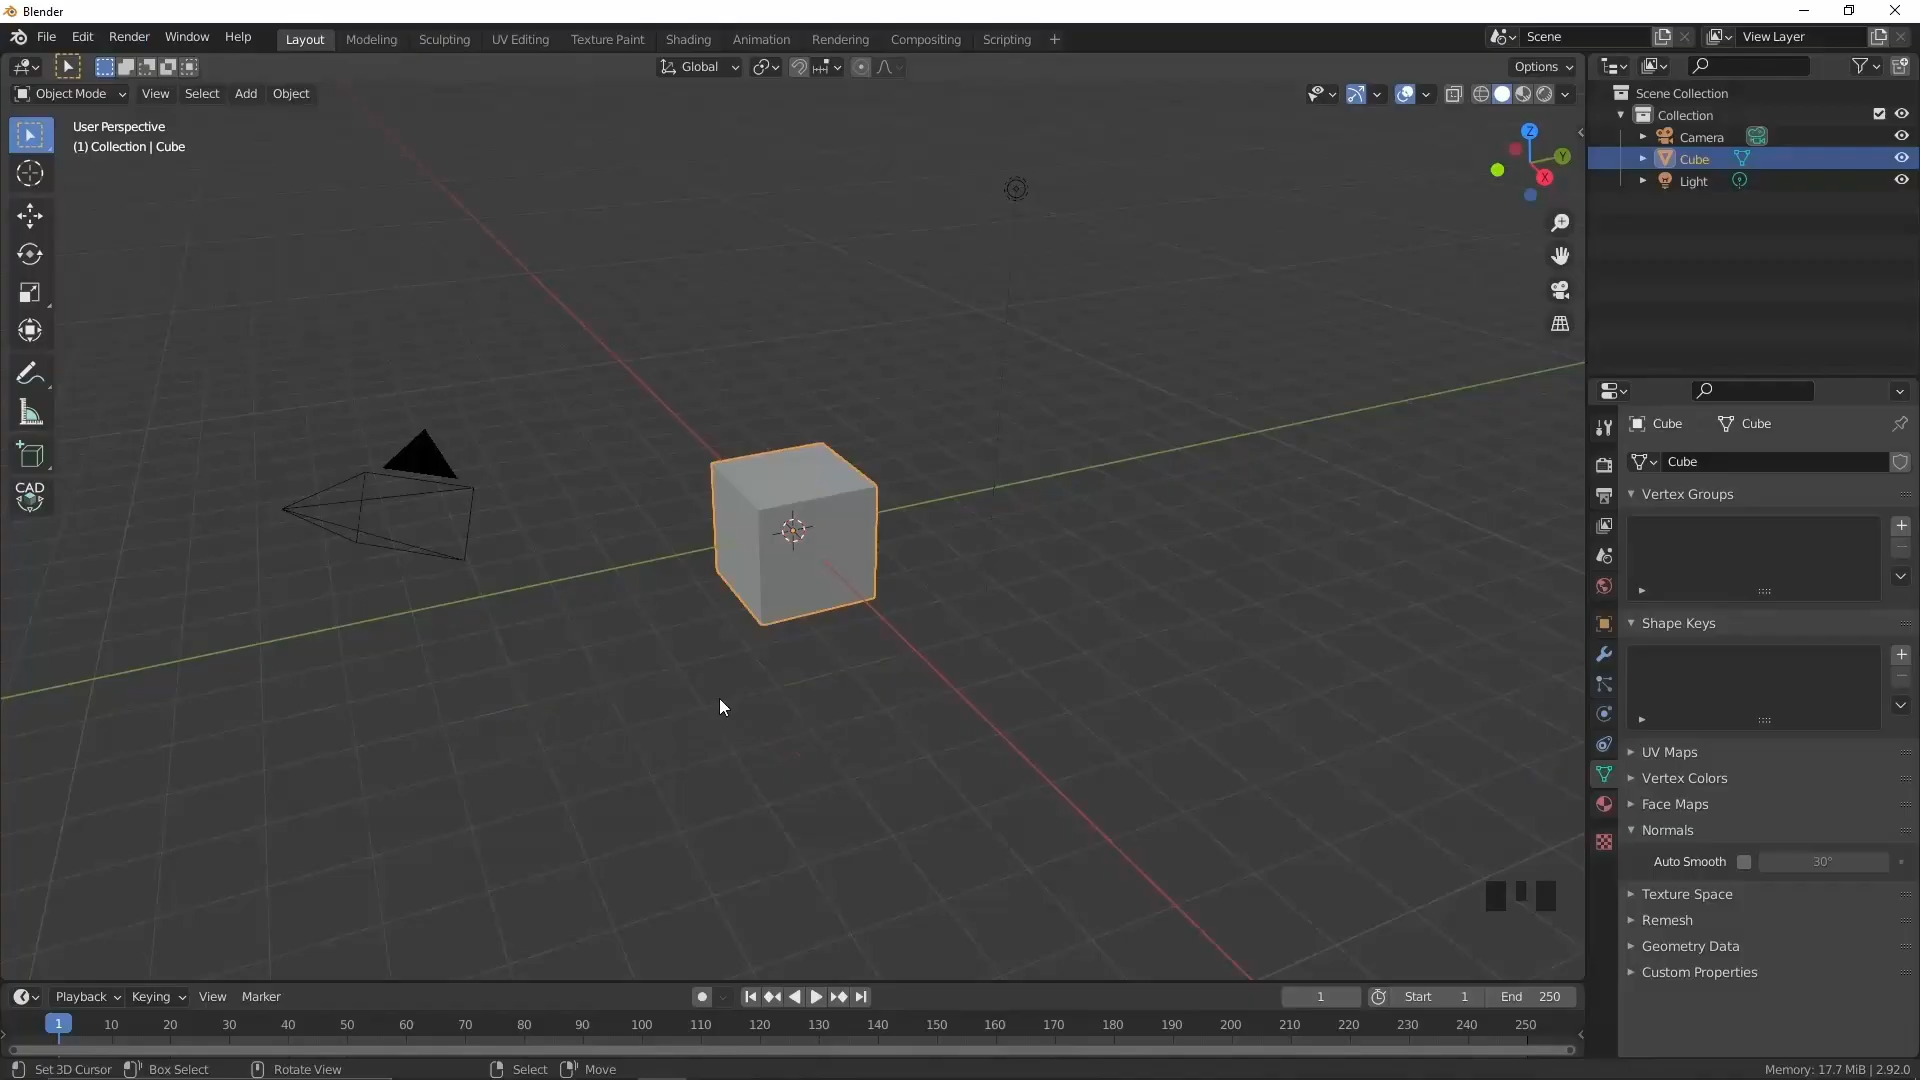 Blender
File Edit Render Window Help Layout Modeling Sculpting UV Editing Texture Paint Shading Animation Rendering Compositing Scripting + Scene View Layer
Global Options
Object Mode View Select Add Object
User Perspective
(1) Collection | Cube
Z
Y
X
CAD
Scene Collection
Collection
Camera
Cube
Light
Cube Cube
Cube
Vertex Groups
Shape Keys
UV Maps
Vertex Colors
Face Maps
Normals
Auto Smooth 30°
Texture Space
Remesh
Geometry Data
Custom Properties
Playback Keying View Marker 1 Start 1 End 250
1 10 20 30 40 50 60 70 80 90 100 110 120 130 140 150 160 170 180 190 200 210 220 230 240 250
Set 3D Cursor Box Select Rotate View Select Move Memory: 17.7 MiB | 2.92.0